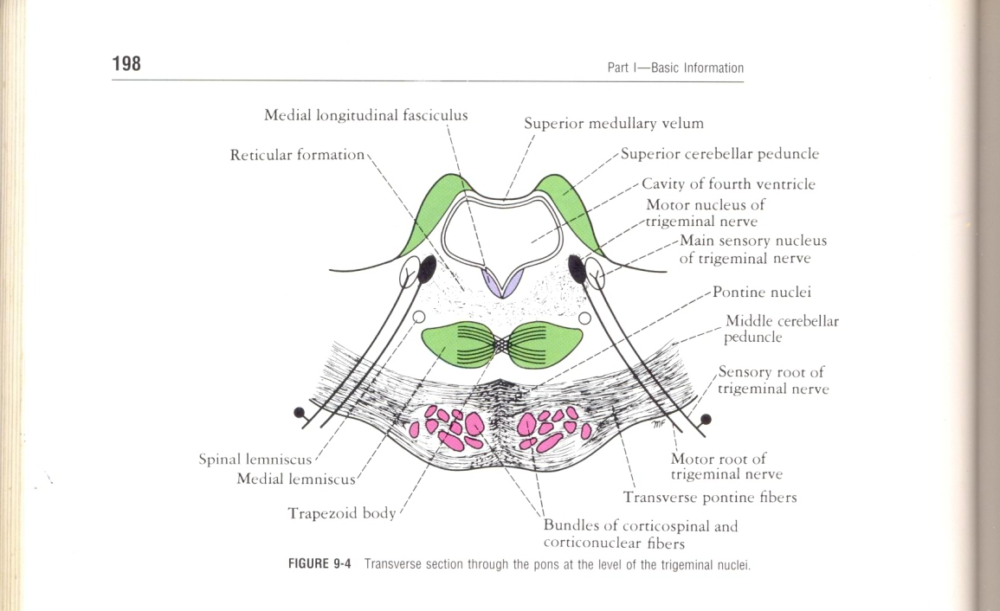 198
Part I—Basic Information
Medial longitudinal fasciculus
Superior medullary velum
Reticular formation
Superior cerebellar peduncle
Cavity of fourth ventricle
Motor nucleus of
trigeminal nerve
Main sensory nucleus
of trigeminal nerve
Pontine nuclei
Middle cerebellar
peduncle
Sensory root of
trigeminal nerve
MF
Spinal lemniscus
Medial lemniscus
Motor root of
trigeminal nerve
Transverse pontine fibers
Trapezoid body
Bundles of corticospinal and
corticonuclear fibers
FIGURE 9-4 Transverse section through the pons at the level of the trigeminal nuclei.